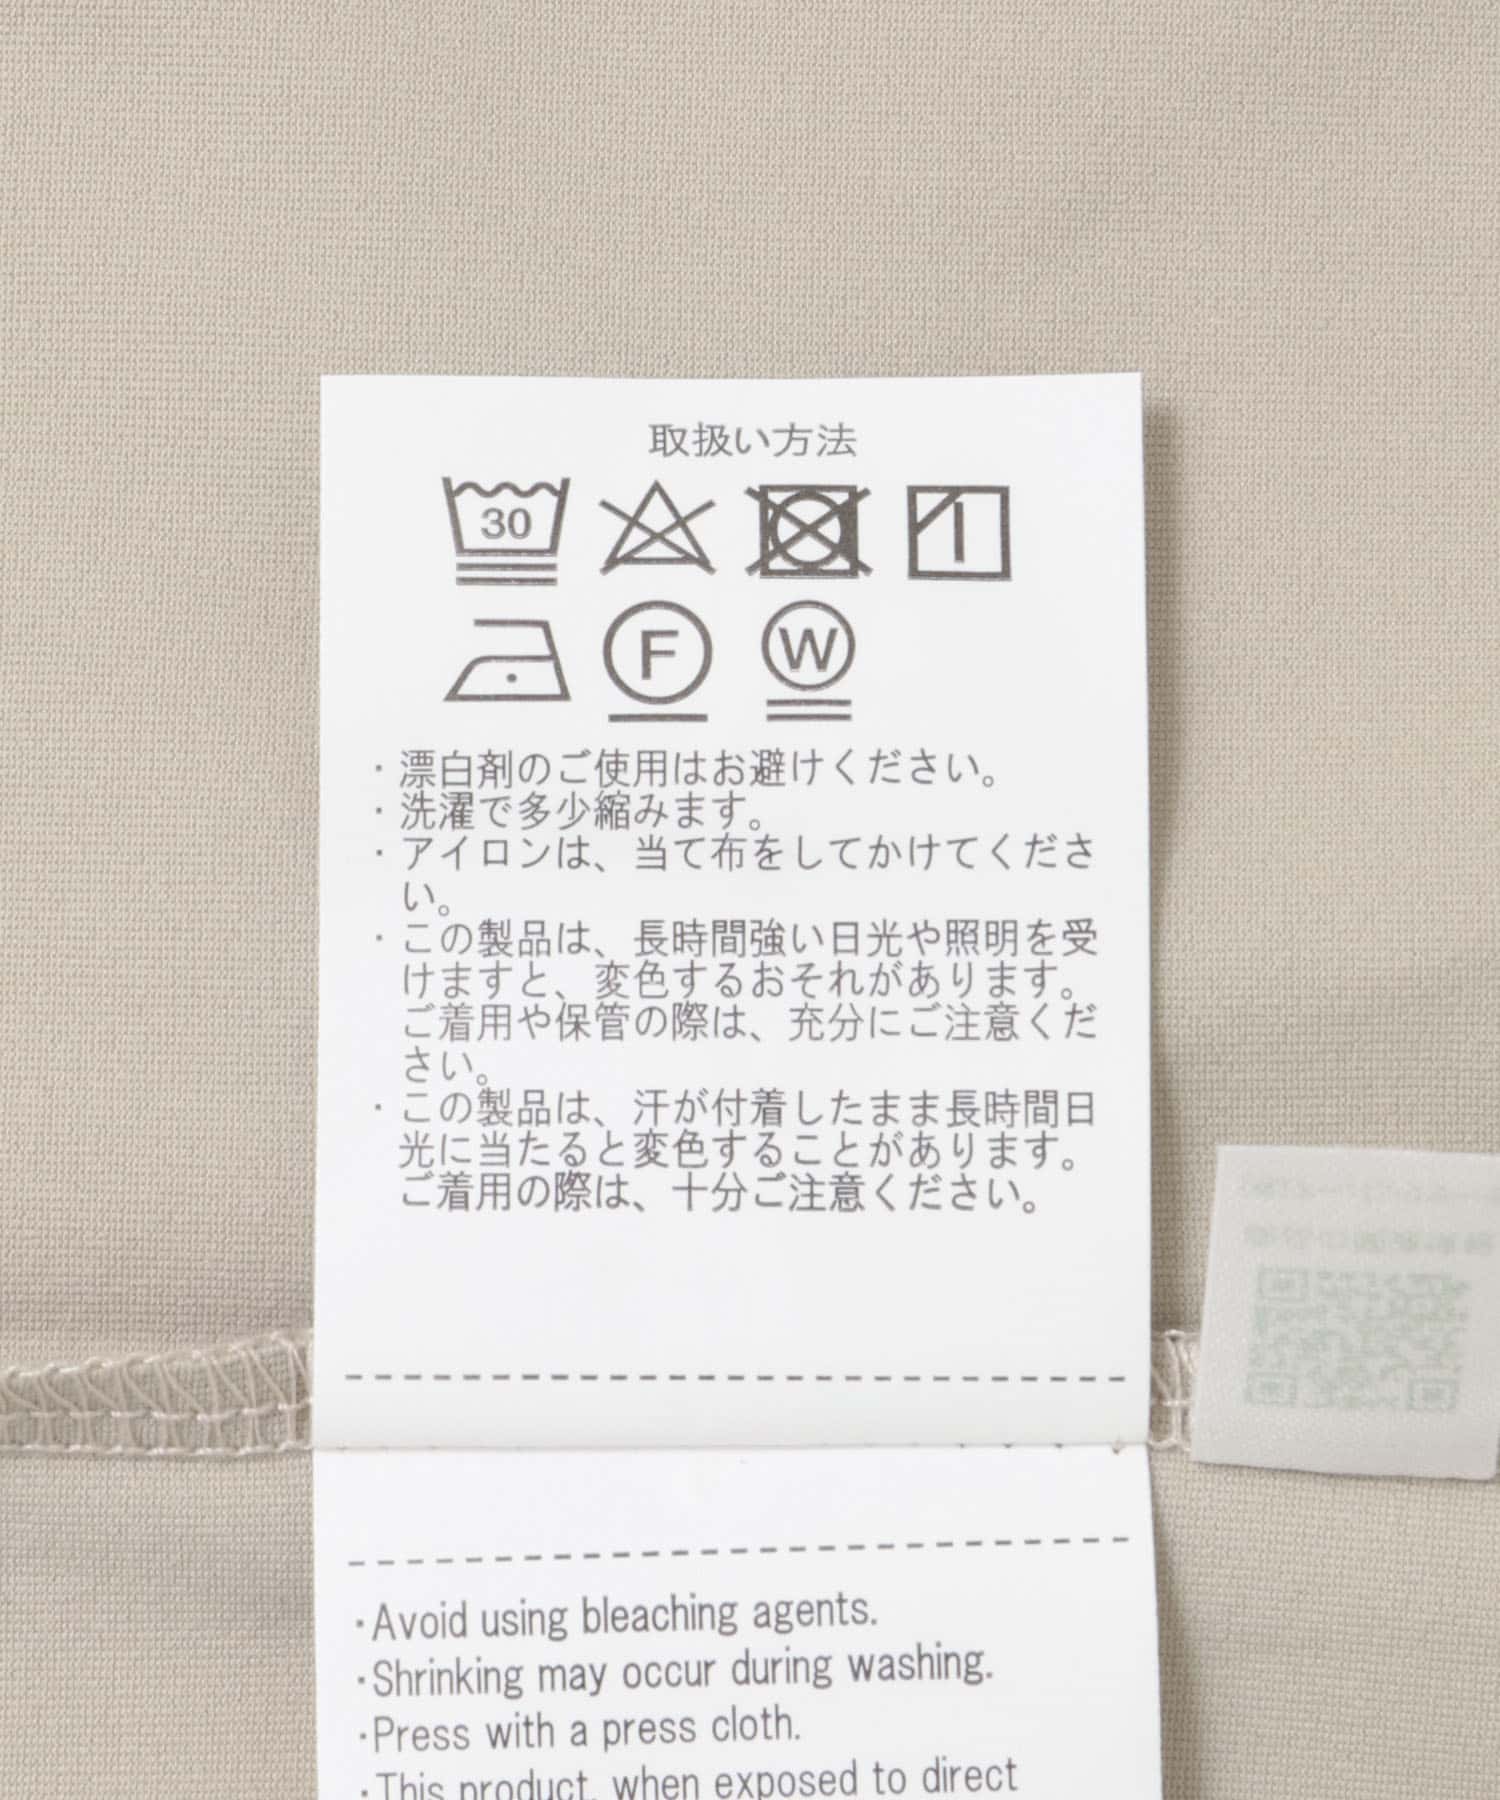 取扱い方法
30
F W
・漂白剤のご使用はお避けください。
・洗濯で多少縮みます。
・アイロンは、当て布をしてかけてくださ
い。
・この製品は、長時間強い日光や照明を受
けますと、変色するおそれがあります。
ご着用や保管の際は、充分にご注意くだ
さい。
・この製品は、汗が付着したまま長時間日
光に当たると変色することがあります。
ご着用の際は、十分ご注意ください。
・Avoid using bleaching agents.
・Shrinking may occur during washing.
・Press with a press cloth.
・This product, when exposed to direct